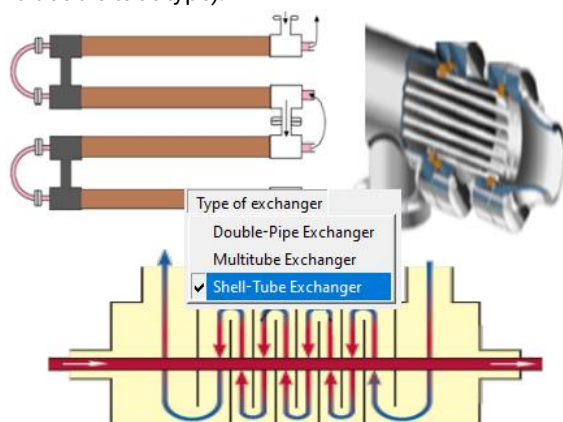 Type of exchanger
Double-Pipe Exchanger
Multitube Exchanger
Shell-Tube Exchanger